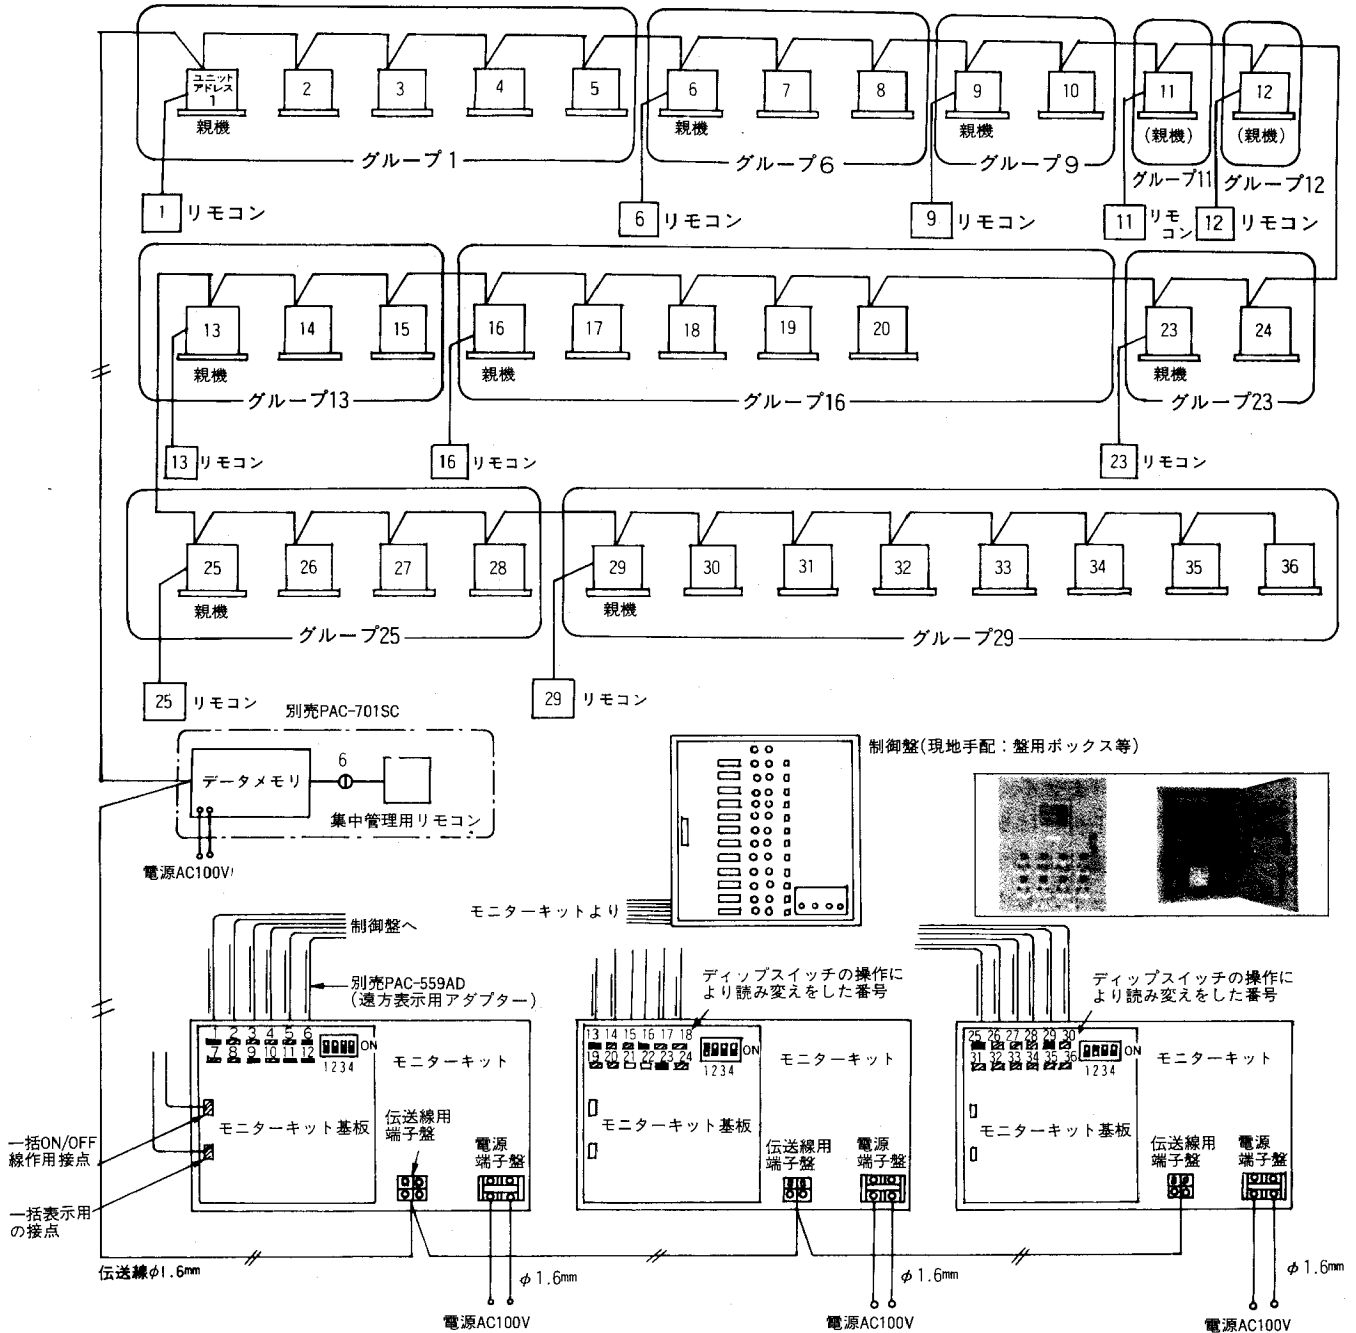 ユニット
アドレス
1
2
3
4
5
6
7
8
9
10
11
12
親機
親機
親機
(親機)
(親機)
グループ1
グループ6
グループ9
グループ11
グループ12
1 リモコン
6 リモコン
9 リモコン
11 リモ
コン
12 リモコン
13
14
15
16
17
18
19
20
23
24
親機
親機
親機
グループ13
グループ16
グループ23
13 リモコン
16 リモコン
23 リモコン
25
26
27
28
29
30
31
32
33
34
35
36
親機
親機
グループ25
グループ29
25 リモコン
29 リモコン
別売PAC-701SC
データメモリ
6
集中管理用リモコン
電源AC100V
制御盤(現地手配：盤用ボックス等)
モニターキットより
制御盤へ
別売PAC-559AD
(遠方表示用アダプター)
ディップスイッチの操作に
より読み変えをした番号
ディップスイッチの操作に
より読み変えをした番号
1 2 3 4 5 6
7 8 9 10 11 12
ON
1234
モニターキット
モニターキット基板
伝送線用
端子盤
電源
端子盤
13 14 15 16 17 18
19 20 21 22 23 24
ON
1234
モニターキット
モニターキット基板
伝送線用
端子盤
電源
端子盤
25 26 27 28 29 30
31 32 33 34 35 36
ON
1234
モニターキット
モニターキット基板
伝送線用
端子盤
電源
端子盤
一括ON/OFF
線作用接点
一括表示用
の接点
伝送線φ1.6mm
φ1.6mm
φ1.6mm
φ1.6mm
電源AC100V
電源AC100V
電源AC100V